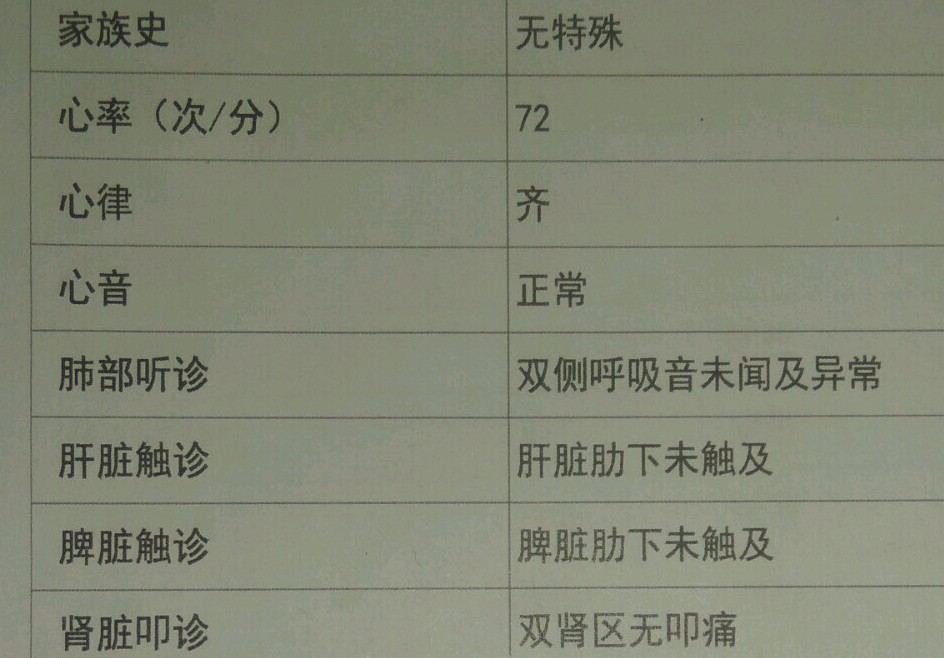 家族史 无特殊
心率（次/分） 72
心律 齐
心音 正常
肺部听诊 双侧呼吸音未闻及异常
肝脏触诊 肝脏肋下未触及
脾脏触诊 脾脏肋下未触及
肾脏叩诊 双肾区无叩痛